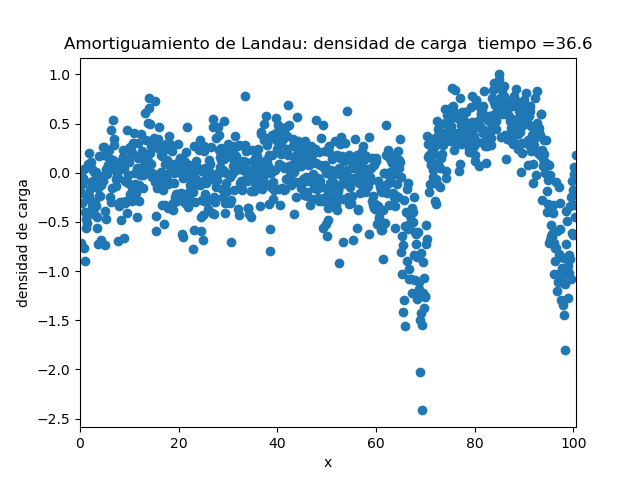 Amortiguamiento de Landau: densidad de carga  tiempo =36.6
1.0
0.5
0.0
−0.5
−1.0
−1.5
−2.0
−2.5
densidad de carga
0 20 40 60 80 100
x